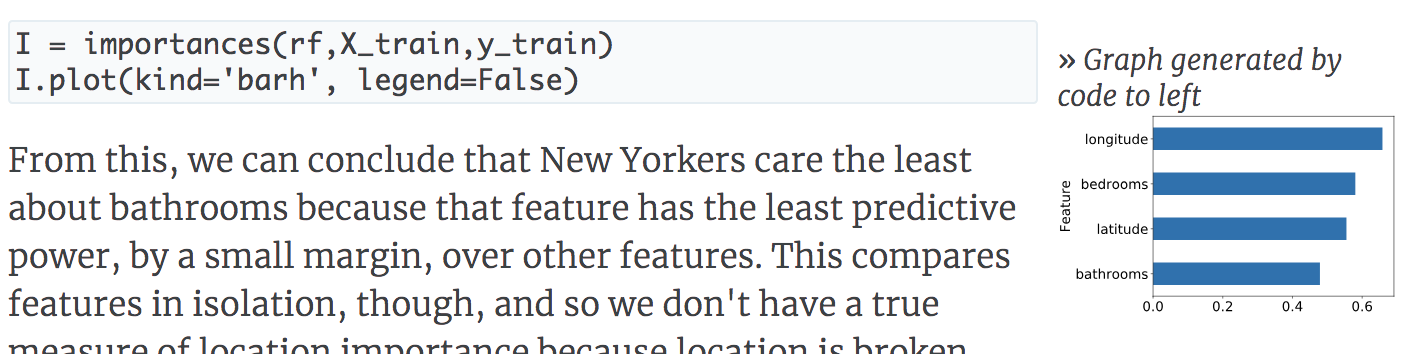 I = importances(rf,X_train,y_train)
I.plot(kind='barh', legend=False)
From this, we can conclude that New Yorkers care the least
about bathrooms because that feature has the least predictive
power, by a small margin, over other features. This compares
features in isolation, though, and so we don't have a true
measure of location importance because location is broken
» Graph generated by
code to left
longitude
bedrooms
latitude
bathrooms
Feature
0.0 0.2 0.4 0.6